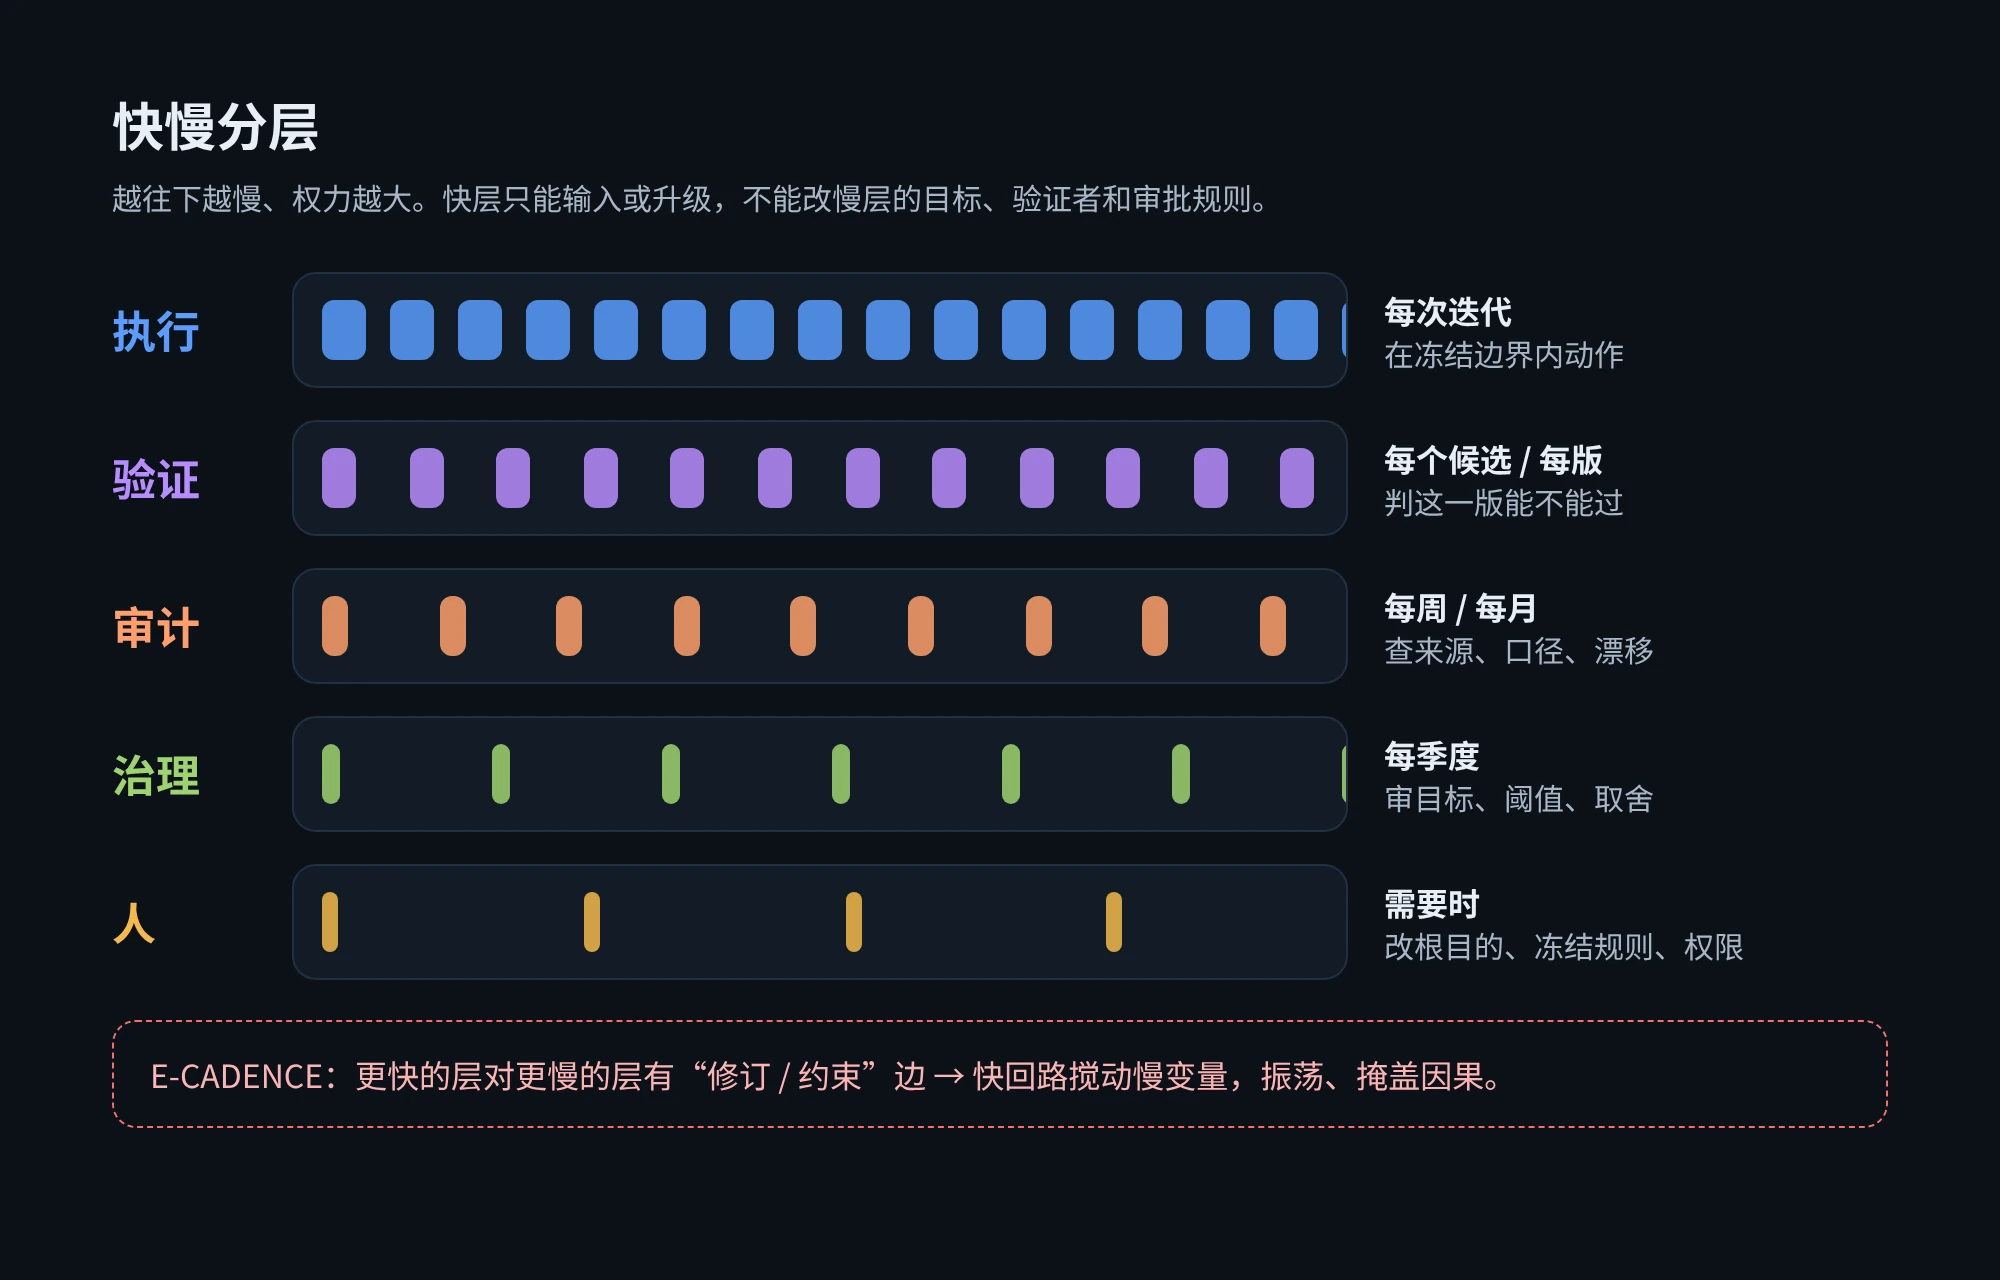 快慢分层
越往下越慢、权力越大。快层只能输入或升级，不能改慢层的目标、验证者和审批规则。
执行
每次迭代
在冻结边界内动作
验证
每个候选 / 每版
判这一版能不能过
审计
每周 / 每月
查来源、口径、漂移
治理
每季度
审目标、阈值、取舍
人
需要时
改根目的、冻结规则、权限
E-CADENCE：更快的层对更慢的层有“修订 / 约束”边 → 快回路搅动慢变量，振荡、掩盖因果。